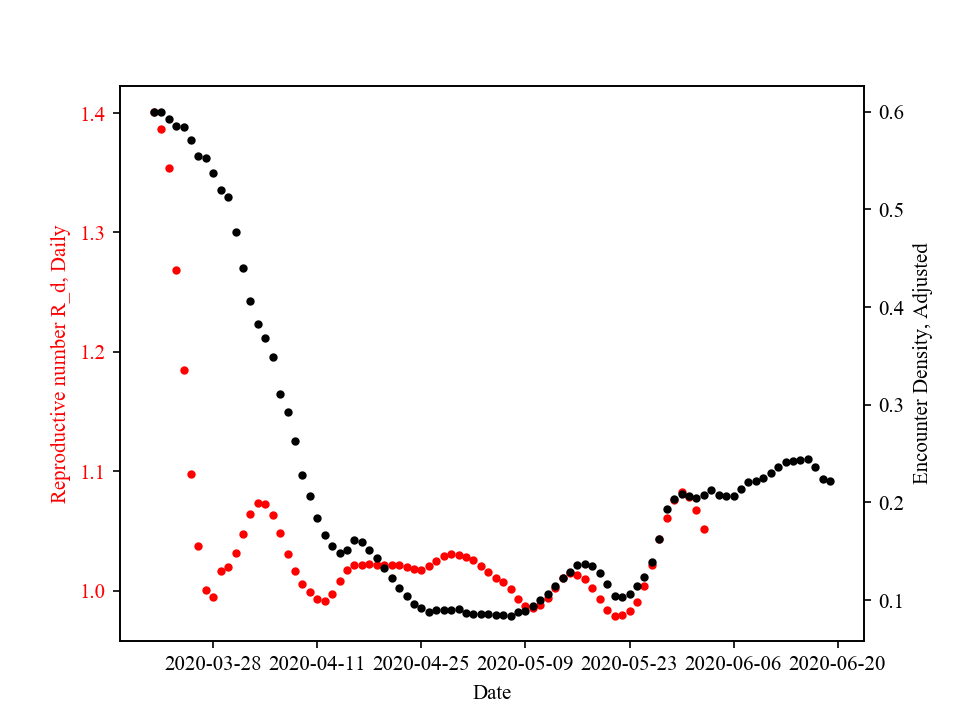 1.4
1.3
1.2
1.1
1.0
Reproductive number R_d, Daily
0.6
0.5
0.4
0.3
0.2
0.1
Encounter Density, Adjusted
2020-03-28 2020-04-11 2020-04-25 2020-05-09 2020-05-23 2020-06-06 2020-06-20
Date